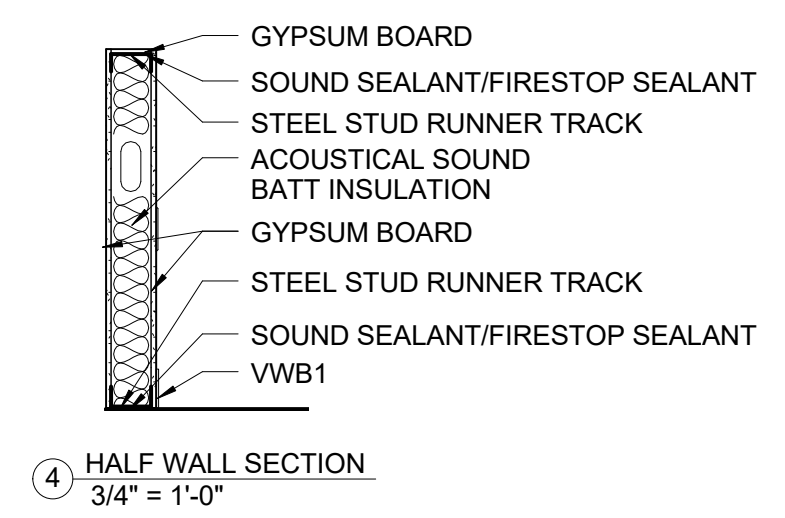 GYPSUM BOARD
SOUND SEALANT/FIRESTOP SEALANT
STEEL STUD RUNNER TRACK
ACOUSTICAL SOUND
BATT INSULATION
GYPSUM BOARD
STEEL STUD RUNNER TRACK
SOUND SEALANT/FIRESTOP SEALANT
VWB1
4 HALF WALL SECTION
3/4" = 1'-0"